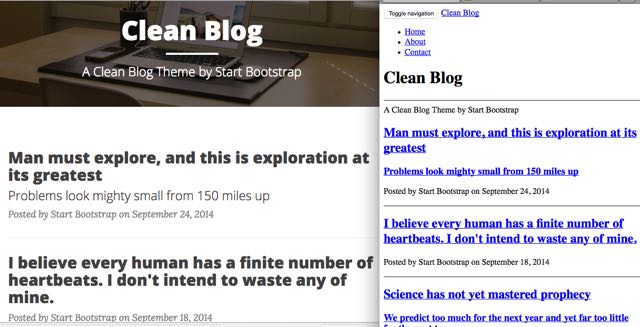 Clean Blog
A Clean Blog Theme by Start Bootstrap
Man must explore, and this is exploration at
its greatest
Problems look mighty small from 150 miles up
Posted by Start Bootstrap on September 24, 2014
I believe every human has a finite number of
heartbeats. I don't intend to waste any of
mine.
Posted by Start Bootstrap on September 18, 2014
Toggle navigation Clean Blog
Home
About
Contact
Clean Blog
A Clean Blog Theme by Start Bootstrap
Man must explore, and this is exploration at its
greatest
Problems look mighty small from 150 miles up
Posted by Start Bootstrap on September 24, 2014
I believe every human has a finite number of
heartbeats. I don't intend to waste any of mine.
Posted by Start Bootstrap on September 18, 2014
Science has not yet mastered prophecy
We predict too much for the next year and yet far too little